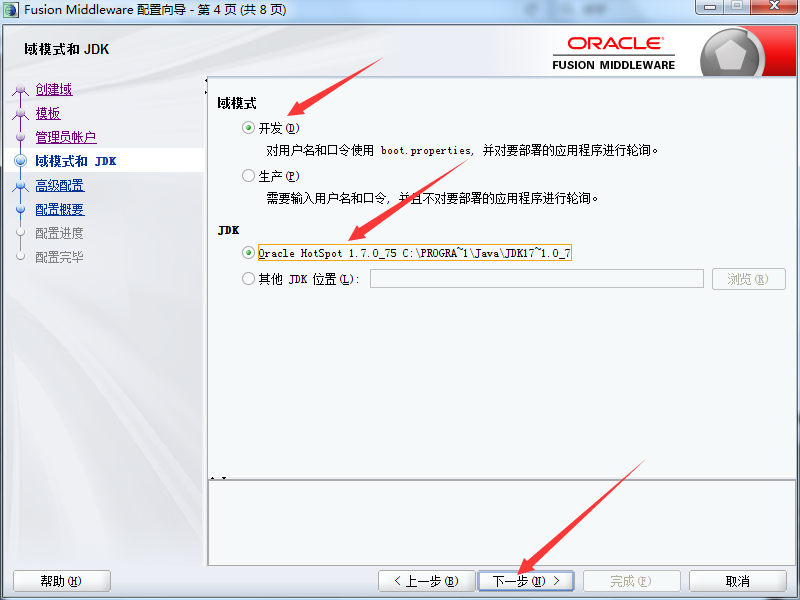 Fusion Middleware 配置向导 - 第 4 页 (共 8 页)
域模式和 JDK
ORACLE
FUSION MIDDLEWARE
创建域
模板
管理员帐户
域模式和 JDK
高级配置
配置概要
配置进度
配置完毕
域模式
开发 (D)
对用户名和口令使用 boot.properties, 并对要部署的应用程序进行轮询。
生产 (P)
需要输入用户名和口令, 并且不对要部署的应用程序进行轮询。
JDK
Oracle HotSpot 1.7.0_75 C:\PROGRA~1\Java\JDK17~1.0_7
其他 JDK 位置 (L):
浏览 (R)
帮助 (H)
< 上一步 (B)
下一步 (N) >
完成 (F)
取消